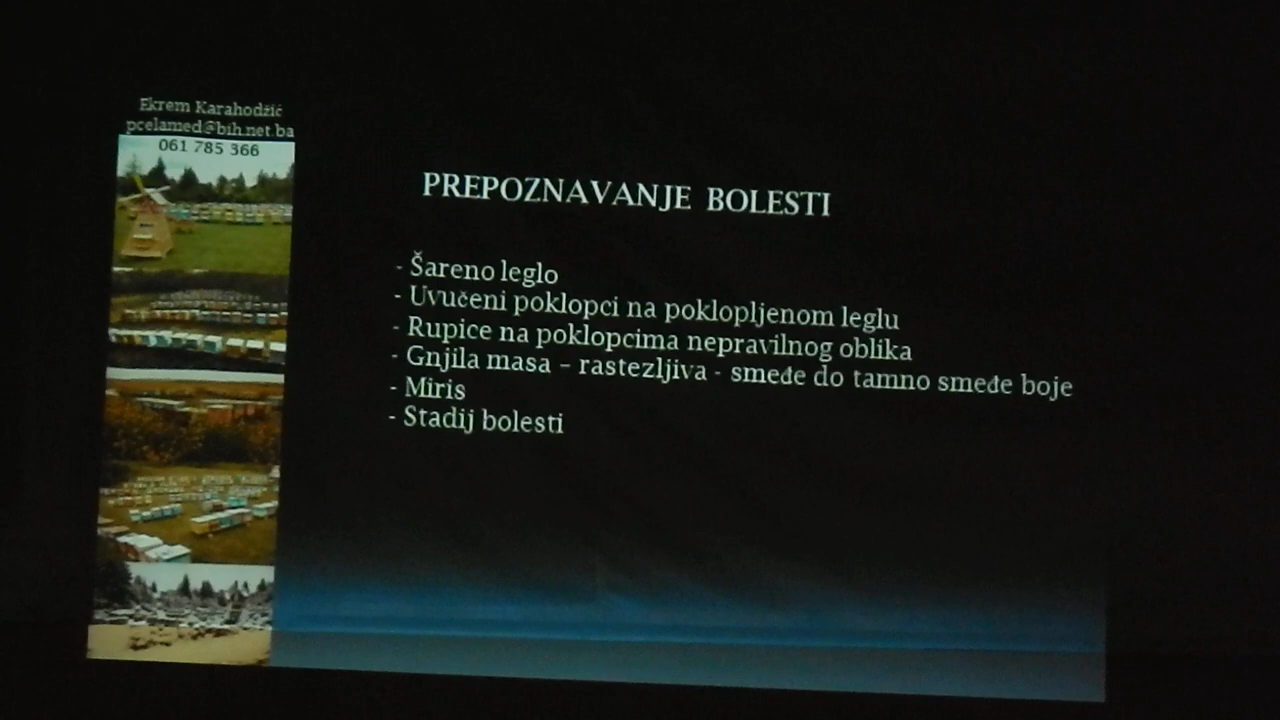 Ekrem Karahodžić
pcelamed@bih.net.ba
061 785 366
PREPOZNAVANJE BOLESTI
- Šareno leglo
- Uvučeni poklopci na poklopljenom leglu
- Rupice na poklopcima nepravilnog oblika
- Gnjila masa – rastezljiva - smeđe do tamno smeđe boje
- Miris
- Stadij bolesti